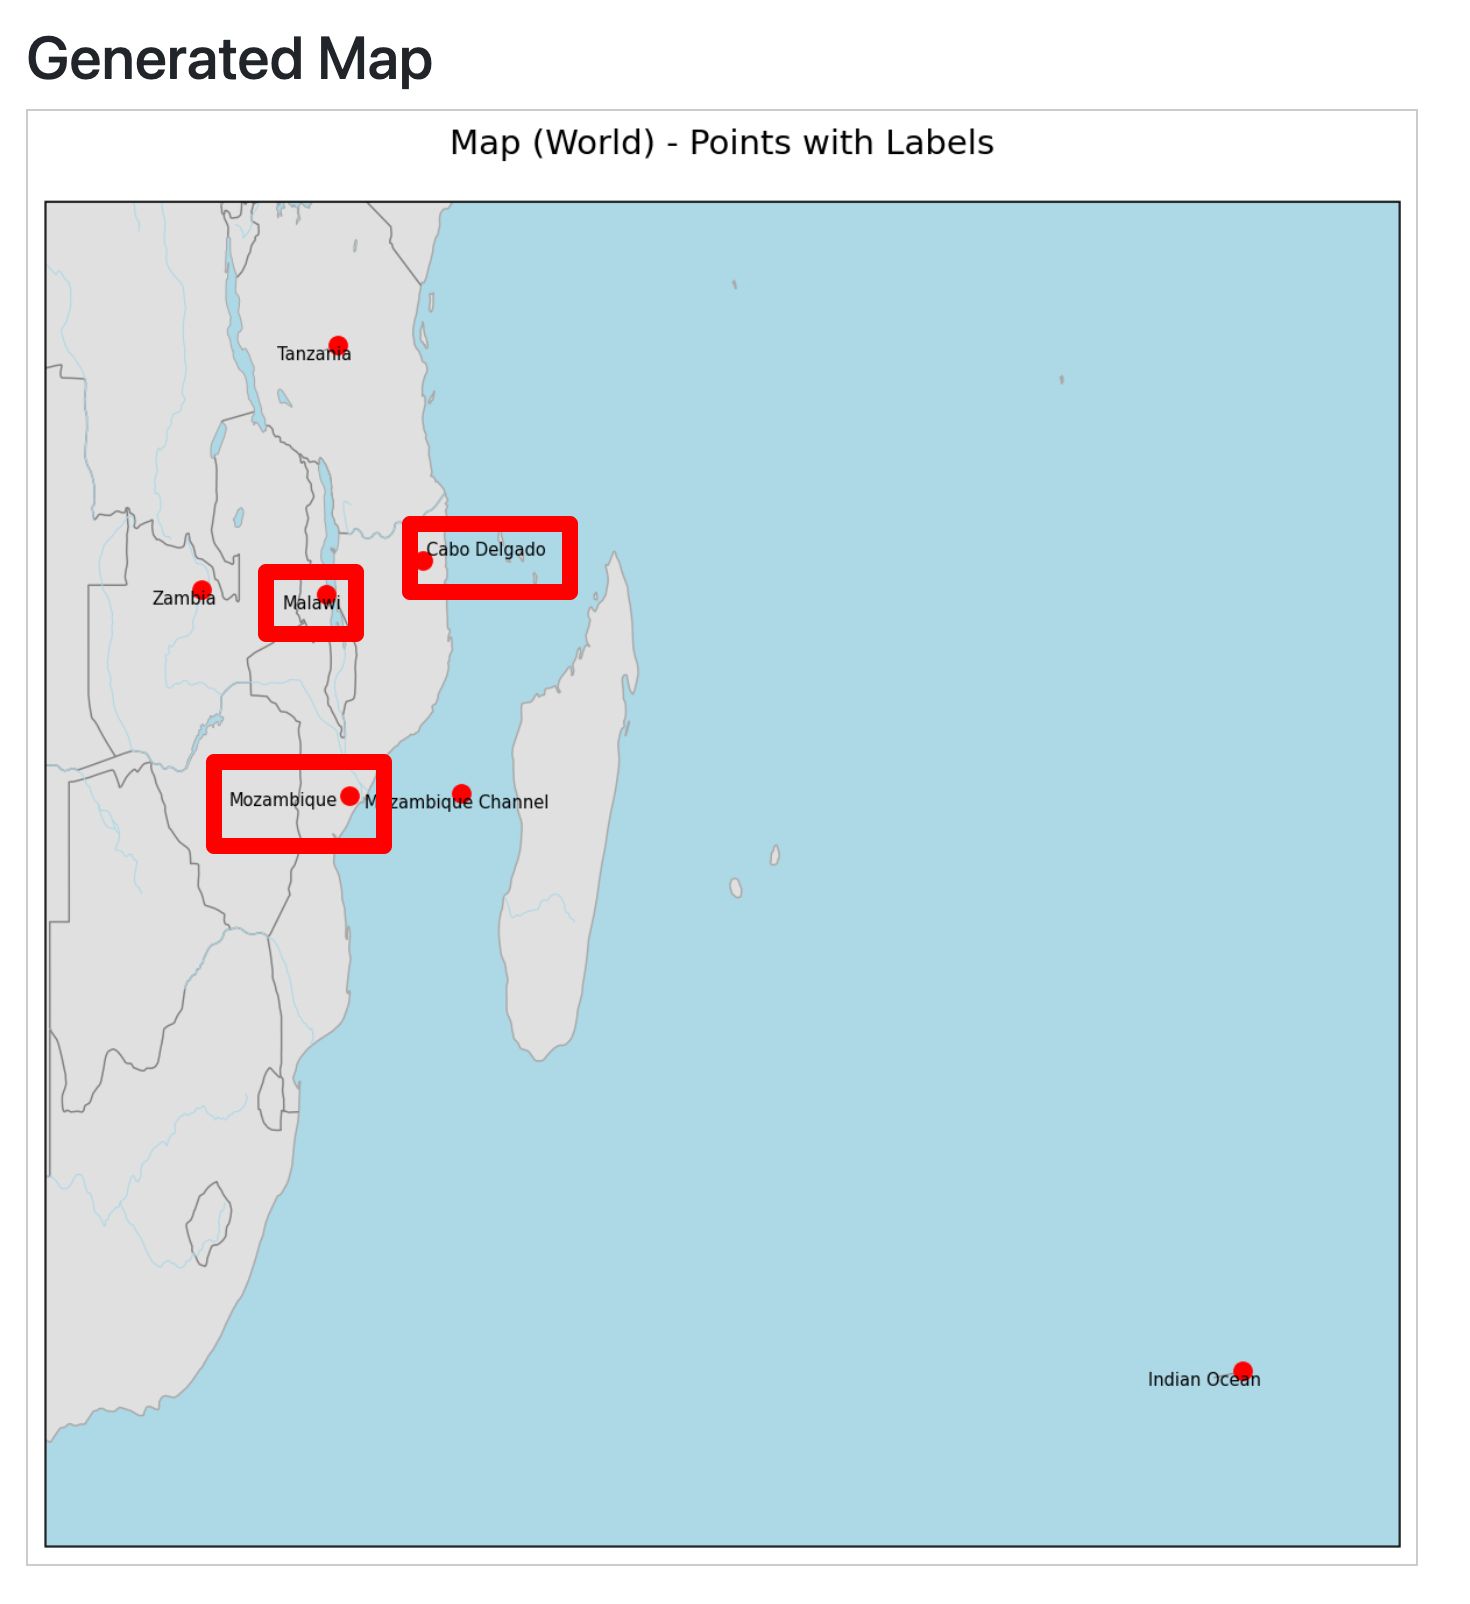 Generated Map
Map (World) - Points with Labels
Tanzania
Cabo Delgado
Zambia
Malawi
Mozambique
Mozambique Channel
Indian Ocean